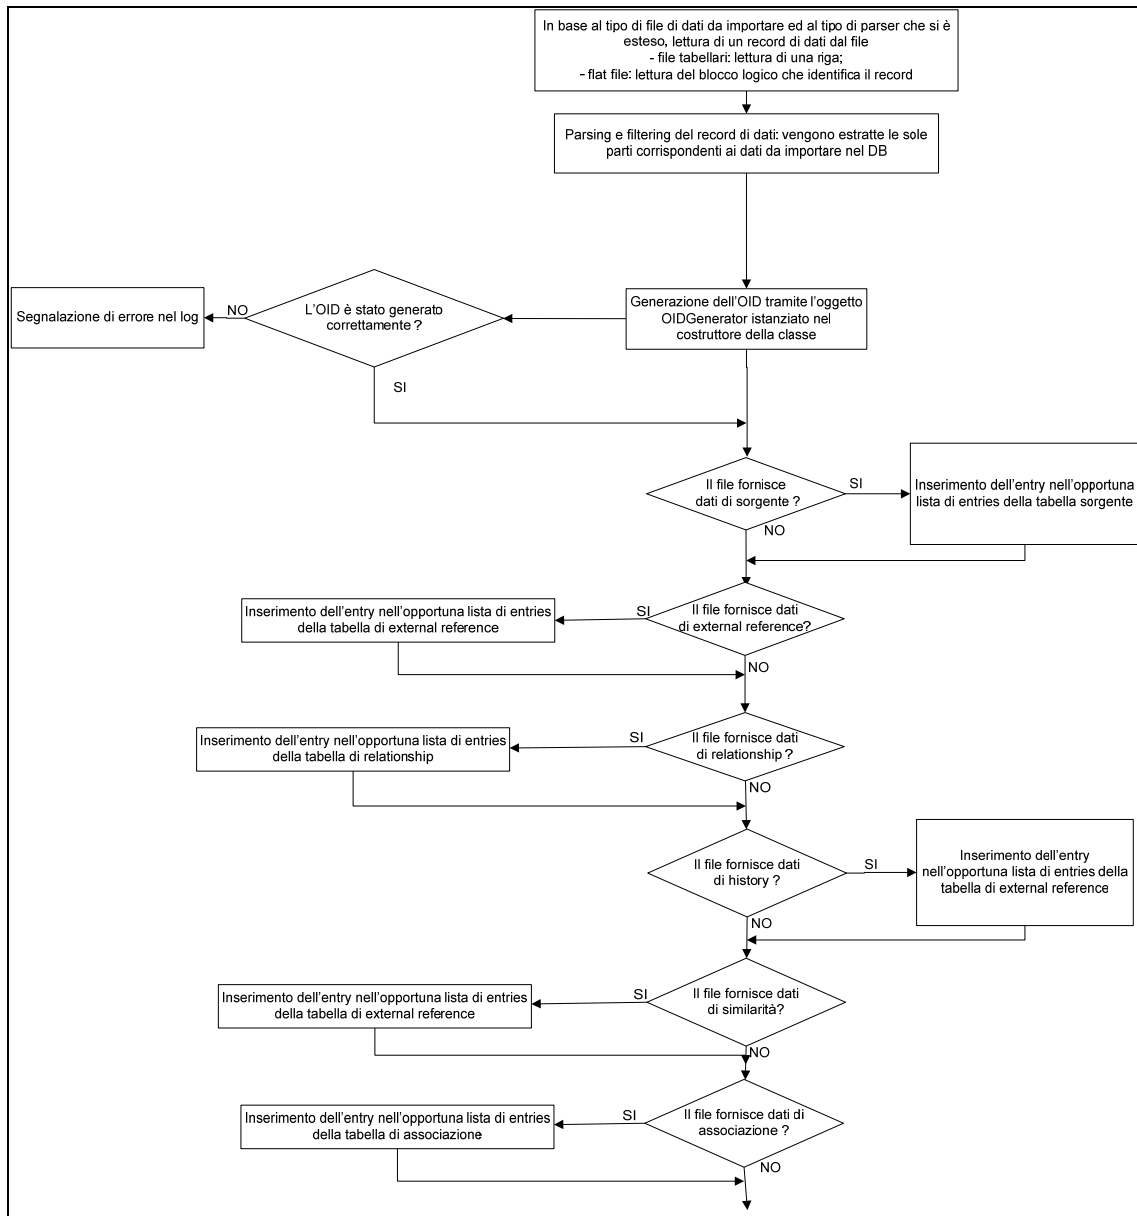 In base al tipo di file di dati da importare ed al tipo di parser che si è
esteso, lettura di un record di dati dal file
- file tabellari: lettura di una riga;
- flat file: lettura del blocco logico che identifica il record
Parsing e filtering del record di dati: vengono estratte le sole
parti corrispondenti ai dati da importare nel DB
Generazione dell'OID tramite l'oggetto
OIDGenerator istanziato nel
costruttore della classe
L'OID è stato generato
correttamente ?
NO
Segnalazione di errore nel log
SI
Il file fornisce
dati di sorgente ?
SI
Inserimento dell'entry nell'opportuna
lista di entries della tabella sorgente
NO
Il file fornisce dati
di external reference?
SI
Inserimento dell'entry nell'opportuna lista di entries
della tabella di external reference
NO
Il file fornisce dati
di relationship ?
SI
Inserimento dell'entry nell'opportuna lista di entries
della tabella di relationship
NO
Il file fornisce dati
di history ?
SI
Inserimento dell'entry
nell'opportuna lista di entries della
tabella di external reference
NO
Il file fornisce dati
di similarità?
SI
Inserimento dell'entry nell'opportuna lista di entries
della tabella di external reference
NO
Il file fornisce dati di
associazione ?
SI
Inserimento dell'entry nell'opportuna lista di entries
della tabella di associazione
NO